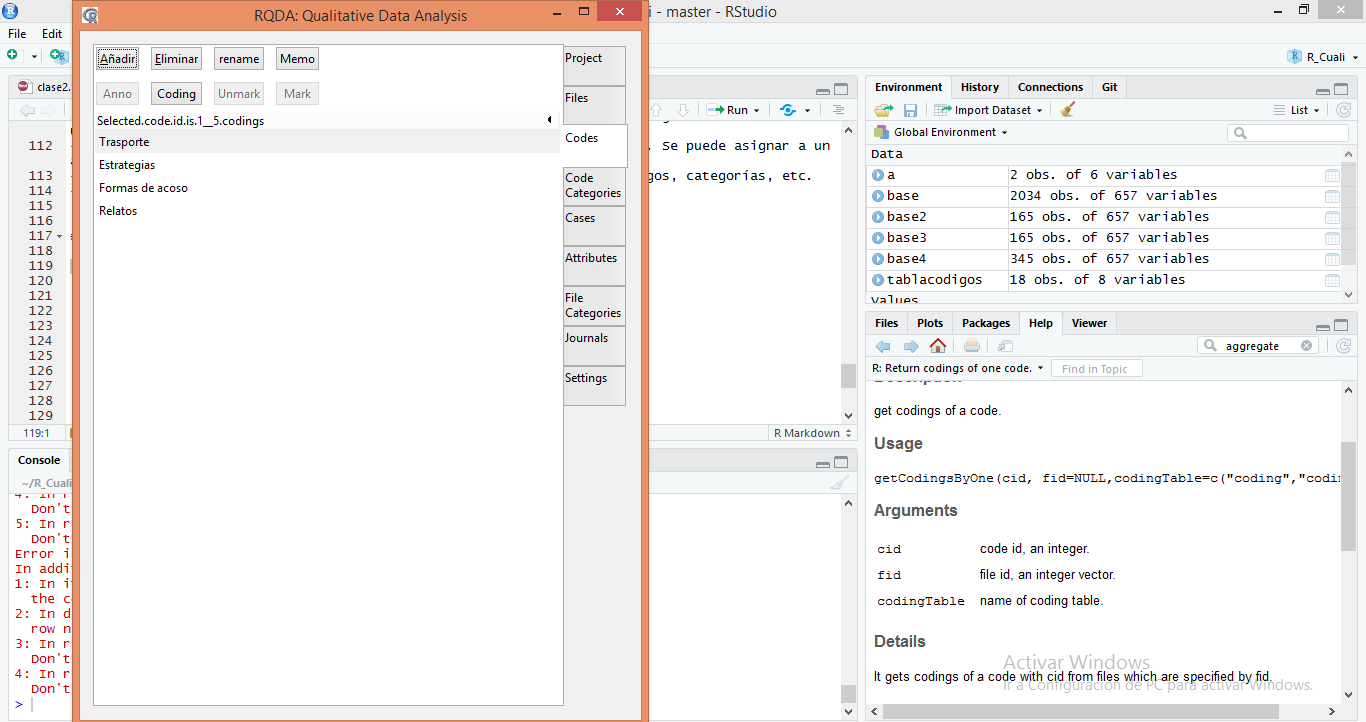 RQDA: Qualitative Data Analysis
i - master - RStudio
File Edit
R_Cuali
Añadir Eliminar rename Memo
Anno Coding Unmark Mark
Selected.code.id.is.1__5.codings
Trasporte
Estrategias
Formas de acoso
Relatos
Project
Files
Codes
Code
Categories
Cases
Attributes
File
Categories
Journals
Settings
clase2.
Run
112
113
114
115
116
117
118
119
120
121
122
123
124
125
126
127
128
129
. Se puede asignar a un
gos, categorías, etc.
119:1 R Markdown
Console
~/R_Cuali
Don't
5: In r
Don't
Error i
In addi
1: In i
the c
2: In d
row n
3: In r
Don't
4: In r
Don't
>
Environment History Connections Git
Import Dataset List
Global Environment
Data
a 2 obs. of 6 variables
base 2034 obs. of 657 variables
base2 165 obs. of 657 variables
base3 165 obs. of 657 variables
base4 345 obs. of 657 variables
tablacodigos 18 obs. of 8 variables
Values
Files Plots Packages Help Viewer
aggregate
R: Return codings of one code. Find in Topic
Description
get codings of a code.
Usage
getCodingsByOne(cid, fid=NULL,codingTable=c("coding","codi
Arguments
cid code id, an integer.
fid file id, an integer vector.
codingTable name of coding table.
Details
It gets codings of a code with cid from files which are specified by fid.
Activar Windows
Ir a Configuración de PC para activar Windows.